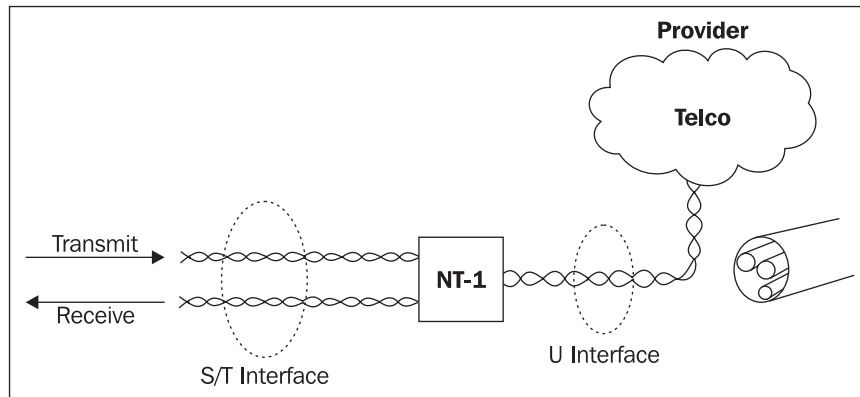 Provider
Telco
Transmit
NT-1
Receive
U Interface
S/T Interface